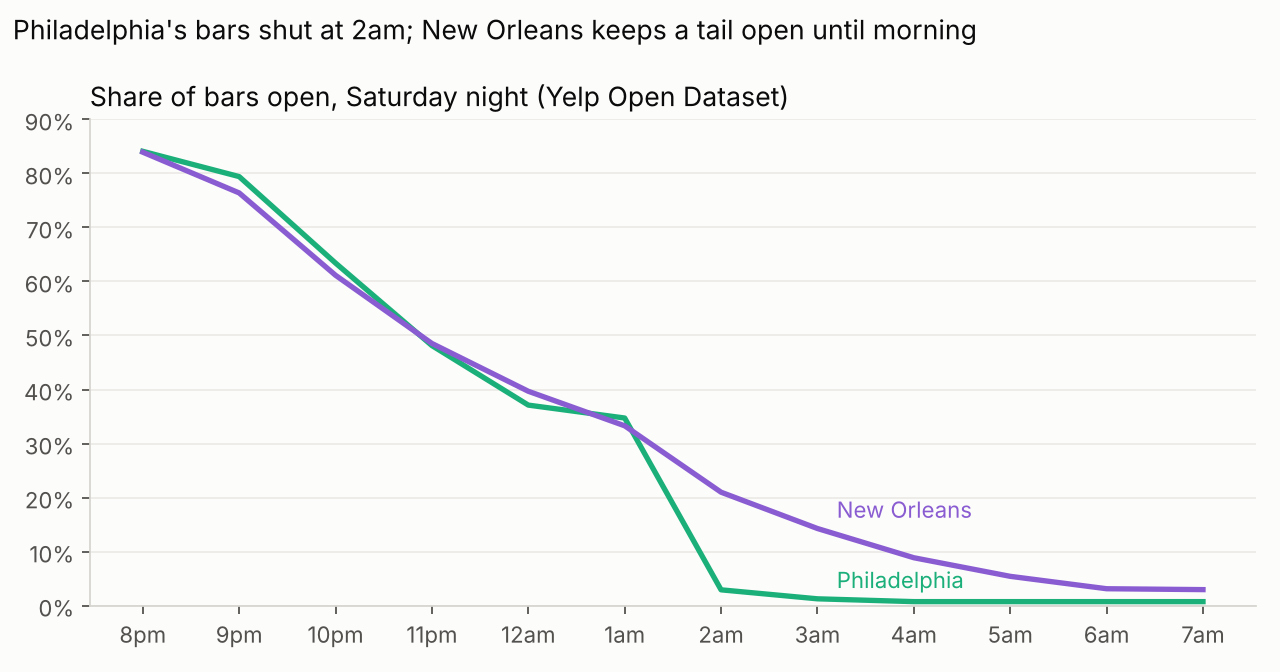 Philadelphia's bars shut at 2am; New Orleans keeps a tail open until morning
Share of bars open, Saturday night (Yelp Open Dataset)
90%
80%
70%
60%
50%
40%
30%
20%
10%
0%
New Orleans
Philadelphia
8pm 9pm 10pm 11pm 12am 1am 2am 3am 4am 5am 6am 7am